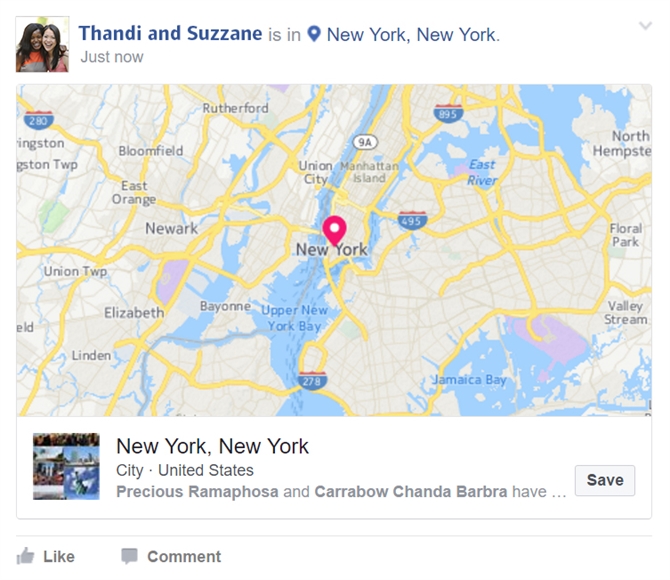 Thandi and Suzzane is in New York, New York.
Just now
280
Rutherford
895
9A
ringston
gston Twp
Bloomfield
North
Hempste
Union
City
Manhattan
Island
East
River
East
Orange
Newark
495
Floral
Park
New York
Union Twp
Elizabeth
Bayonne
Upper New
York Bay
Valley
Stream
eld
Linden
278
Jamaica Bay
New York, New York
City · United States
Precious Ramaphosa and Carrabow Chanda Barbra have ...
Save
Like
Comment